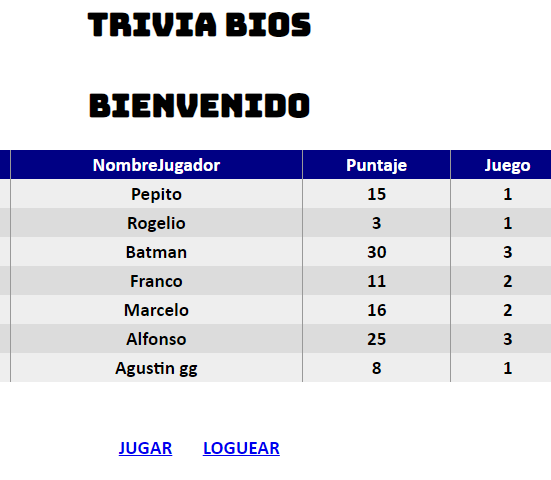 TRIVIA BIOS
BIENVENIDO
NombreJugador Puntaje Juego
Pepito 15 1
Rogelio 3 1
Batman 30 3
Franco 11 2
Marcelo 16 2
Alfonso 25 3
Agustin gg 8 1
JUGAR LOGUEAR